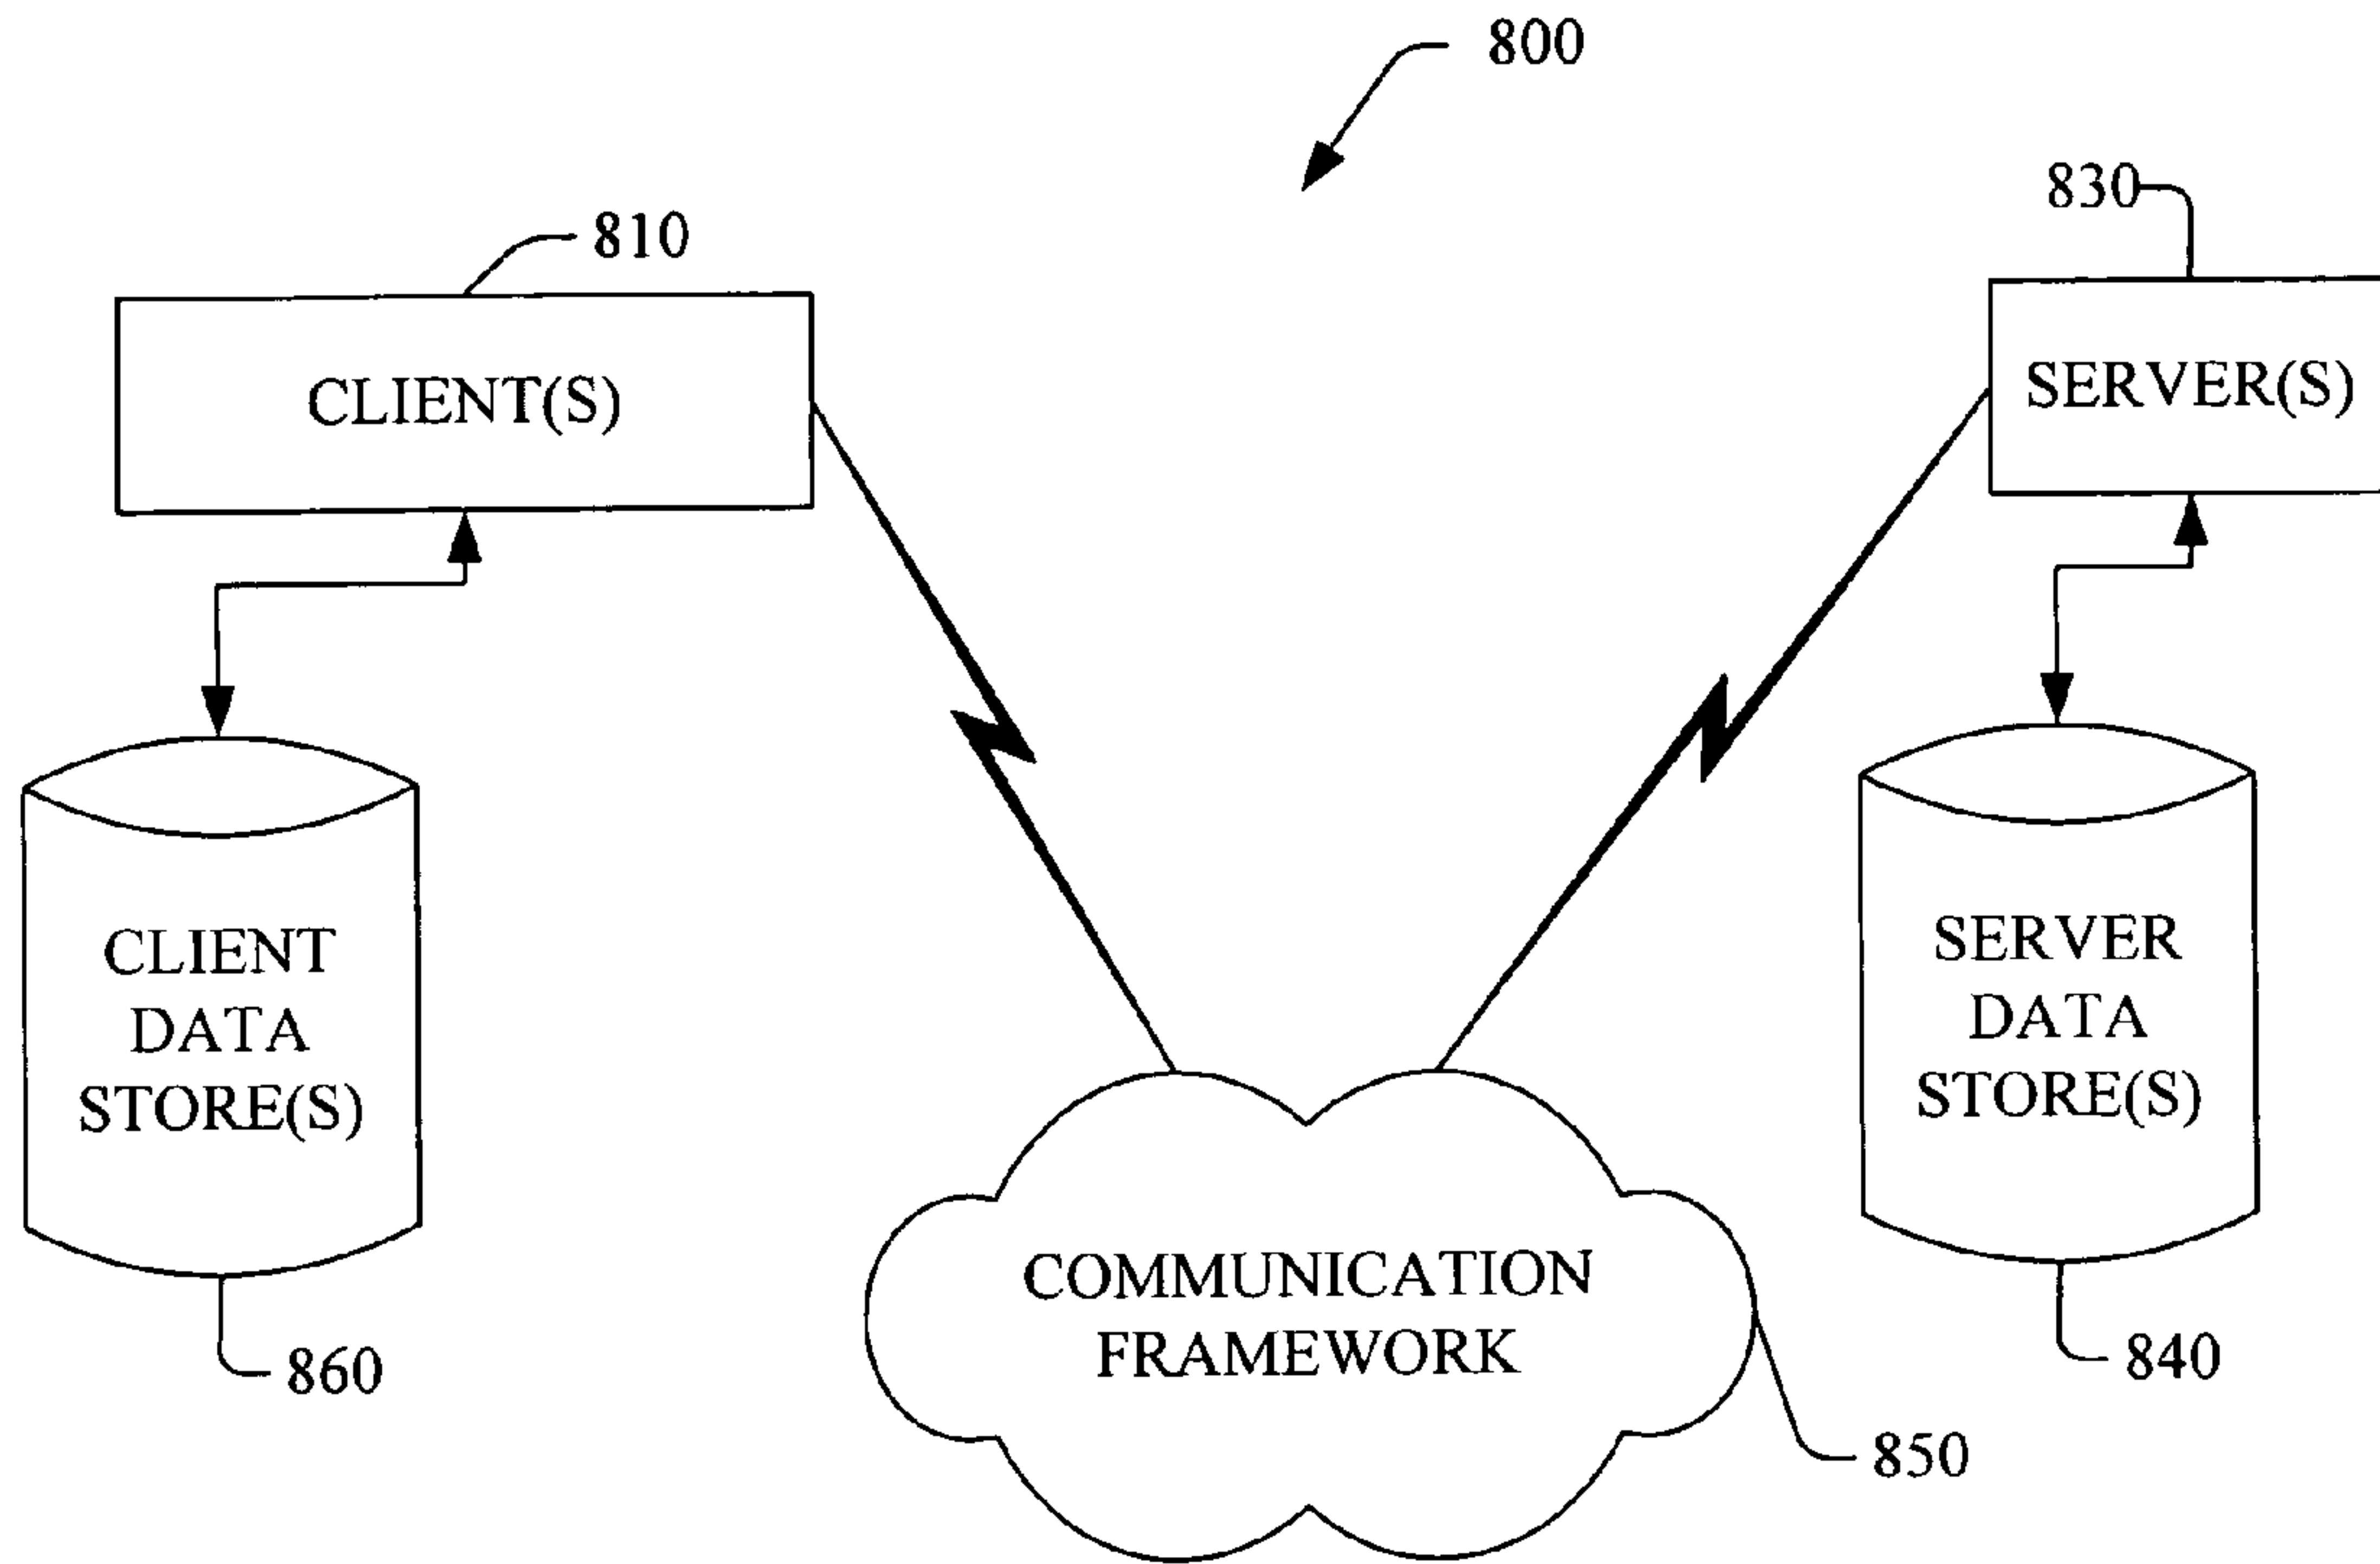 800
810
830
CLIENT(S)
SERVER(S)
CLIENT
DATA
STORE(S)
SERVER
DATA
STORE(S)
COMMUNICATION
FRAMEWORK
860
840
850